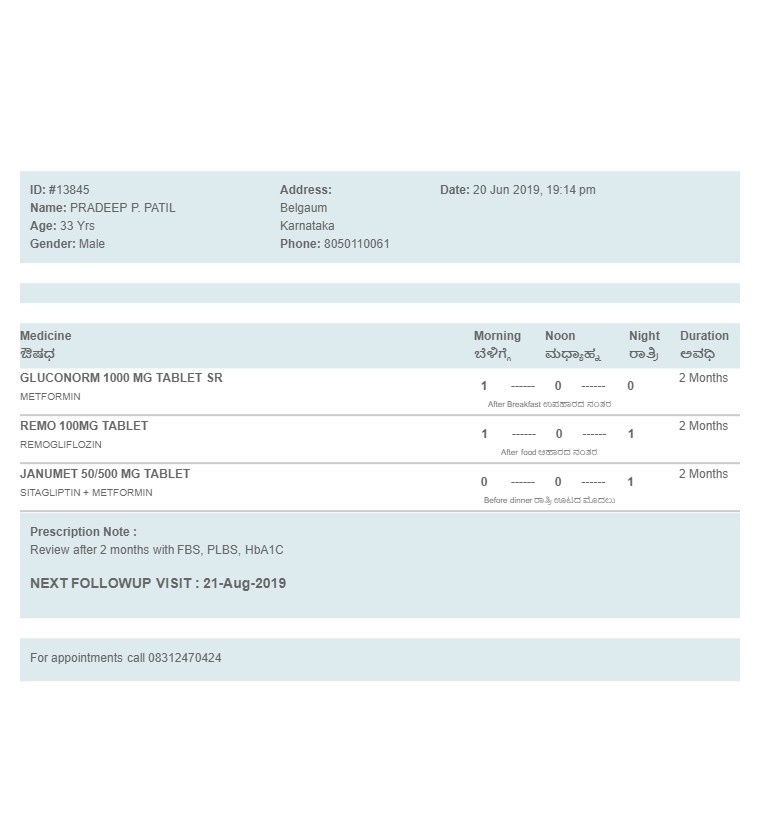 ID: #13845
Name: PRADEEP P. PATIL
Age: 33 Yrs
Gender: Male
Address:
Belgaum
Karnataka
Phone: 8050110061
Date: 20 Jun 2019, 19:14 pm
Medicine Morning Noon Night Duration
ಔಷಧ ಬೆಳಿಗ್ಗೆ ಮಧ್ಯಾಹ್ನ ರಾತ್ರಿ ಅವಧಿ
GLUCONORM 1000 MG TABLET SR 1 ------ 0 ------ 0 2 Months
METFORMIN
After Breakfast ಉಪಹಾರದ ನಂತರ
REMO 100MG TABLET 1 ------ 0 ------ 1 2 Months
REMOGLIFLOZIN
After food ಆಹಾರದ ನಂತರ
JANUMET 50/500 MG TABLET 0 ------ 0 ------ 1 2 Months
SITAGLIPTIN + METFORMIN
Before dinner ರಾತ್ರಿ ಊಟದ ಮೊದಲು
Prescription Note :
Review after 2 months with FBS, PLBS, HbA1C
NEXT FOLLOWUP VISIT : 21-Aug-2019
For appointments call 08312470424